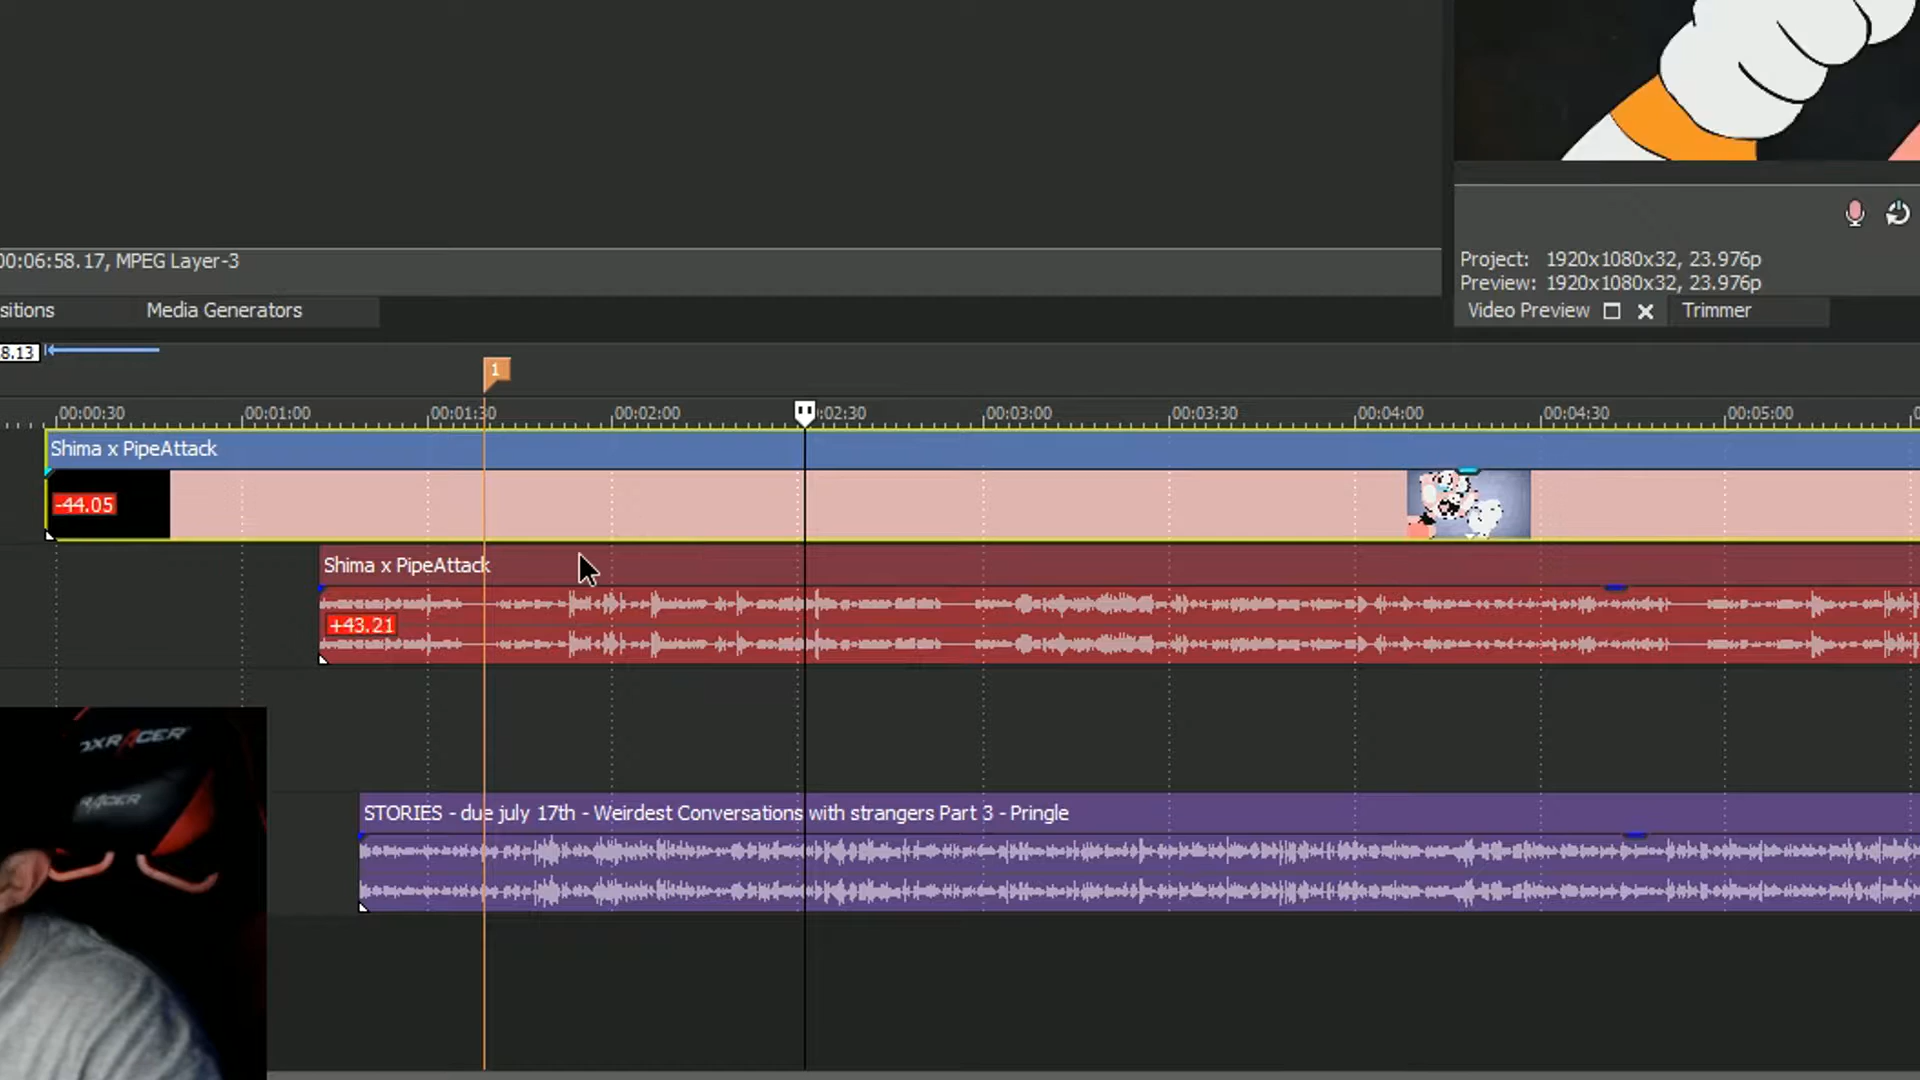 00:06:58.17, MPEG Layer-3
Project: 1920x1080x32, 23.976p
Preview: 1920x1080x32, 23.976p
sitions Media Generators
Video Preview Trimmer
8.13
1
00:00:30 00:01:00 00:01:30 00:02:00 :02:30 00:03:00 00:03:30 00:04:00 00:04:30 00:05:00
Shima x PipeAttack
-44.05
Shima x PipeAttack
+43.21
DXRACER
RACER
STORIES - due july 17th - Weirdest Conversations with strangers Part 3 - Pringle